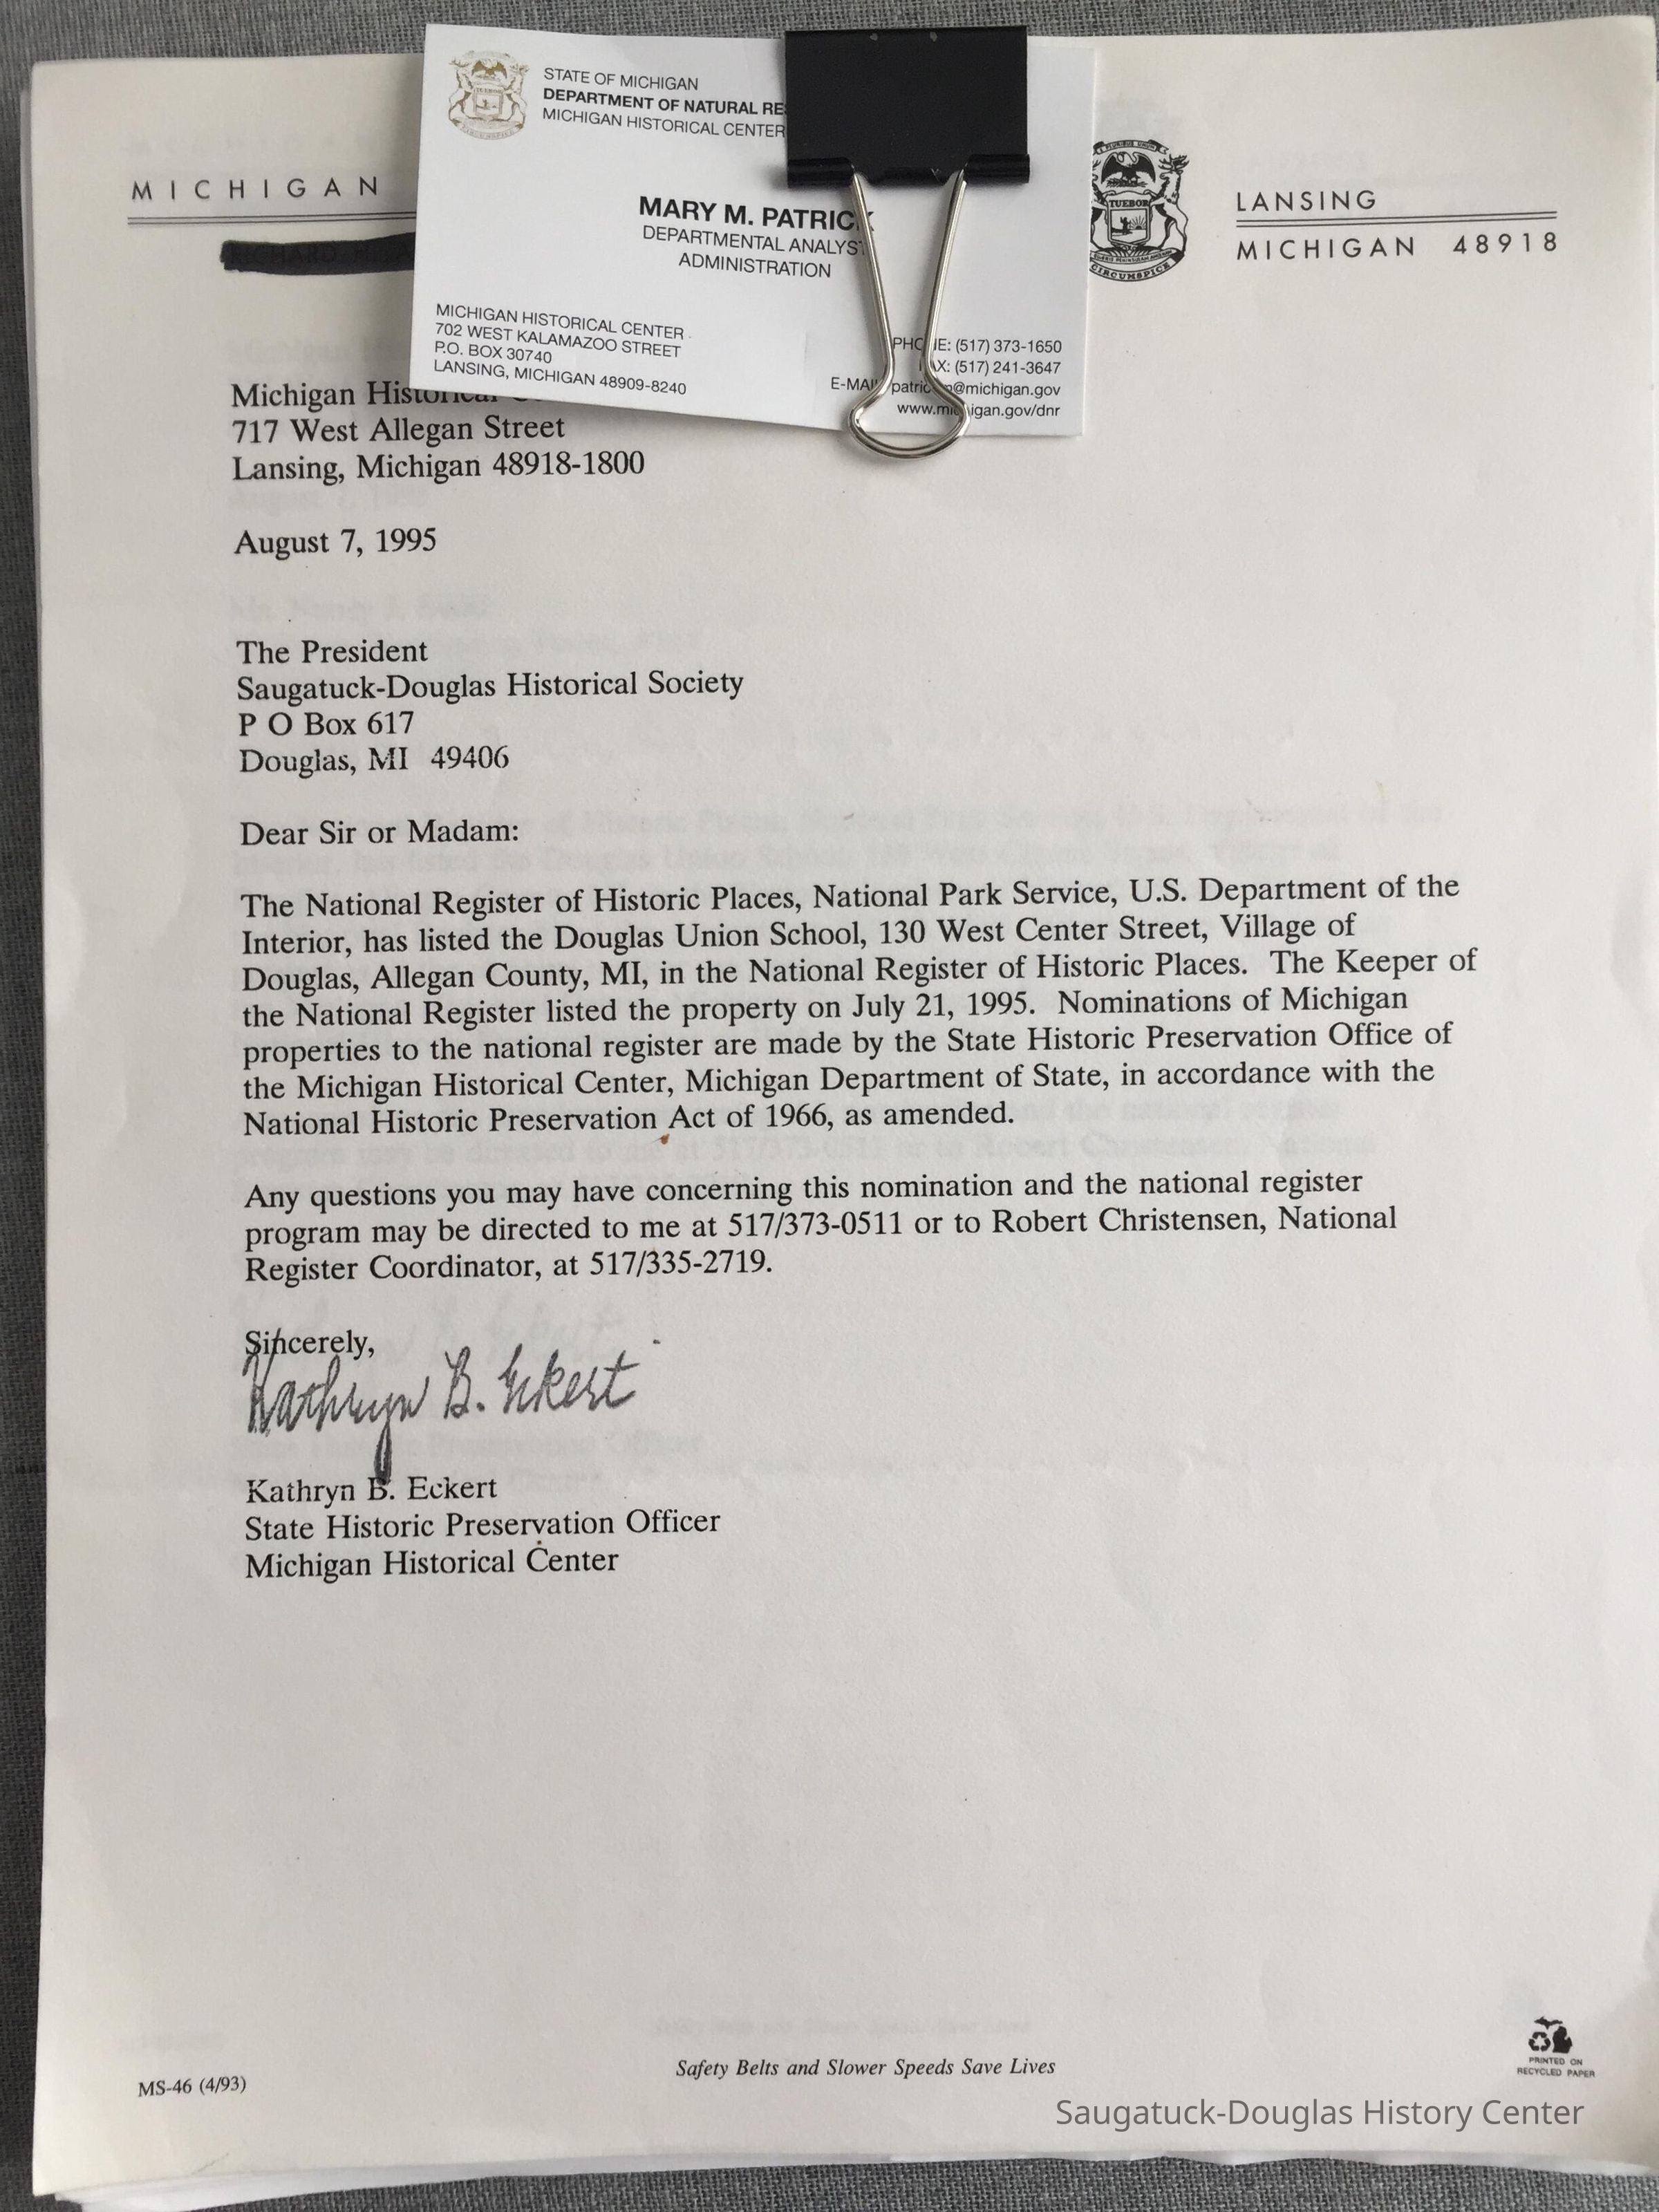 STATE OF MICHIGAN
DEPARTMENT OF NATURAL
MICHIGAN HISTORICAL CENTER
MARY M. PATRICK
DEPARTMENTAL ANALYST
ADMINISTRATION
MICHIGAN HISTORICAL CENTER
702 WEST KALAMAZOO STREET
P.O. BOX 30740
LANSING, MICHIGAN 48909-8240
PHONE: (517) 373-1650
FAX: (517) 241-3647
E-MAIL @michigan.gov
www.michigan.gov/dnr
MICHIGAN
TUEBOR
CIRCUMSPICE
LANSING
MICHIGAN 48918
Michigan Historical
717 West Allegan Street
Lansing, Michigan 48918-1800
August 7, 1995
The President
Saugatuck-Douglas Historical Society
P O Box 617
Douglas, MI 49406
Dear Sir or Madam:
The National Register of Historic Places, National Park Service, U.S. Department of the
Interior, has listed the Douglas Union School, 130 West Center Street, Village of
Douglas, Allegan County, MI, in the National Register of Historic Places. The Keeper of
the National Register listed the property on July 21, 1995. Nominations of Michigan
properties to the national register are made by the State Historic Preservation Office of
the Michigan Historical Center, Michigan Department of State, in accordance with the
National Historic Preservation Act of 1966, as amended.
Any questions you may have concerning this nomination and the national register
program may be directed to me at 517/373-0511 or to Robert Christensen, National
Register Coordinator, at 517/335-2719.
Sincerely,
Kathryn B. Eckert
Kathryn B. Eckert
State Historic Preservation Officer
Michigan Historical Center
MS-46 (4/93)
Safety Belts and Slower Speeds Save Lives
PRINTED ON
RECYCLED PAPER
Saugatuck-Douglas History Center